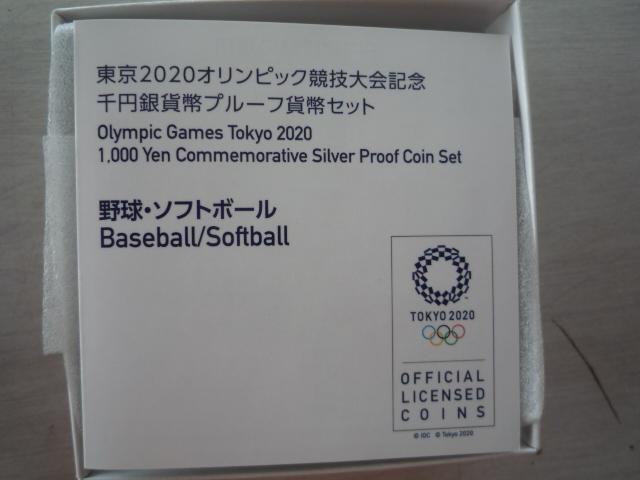 東京2020オリンピック競技大会記念
千円銀貨幣プルーフ貨幣セット
Olympic Games Tokyo 2020
1,000 Yen Commemorative Silver Proof Coin Set
野球・ソフトボール
Baseball/Softball
TOKYO 2020
OFFICIAL
LICENSED
COINS
© IOC © Tokyo 2020